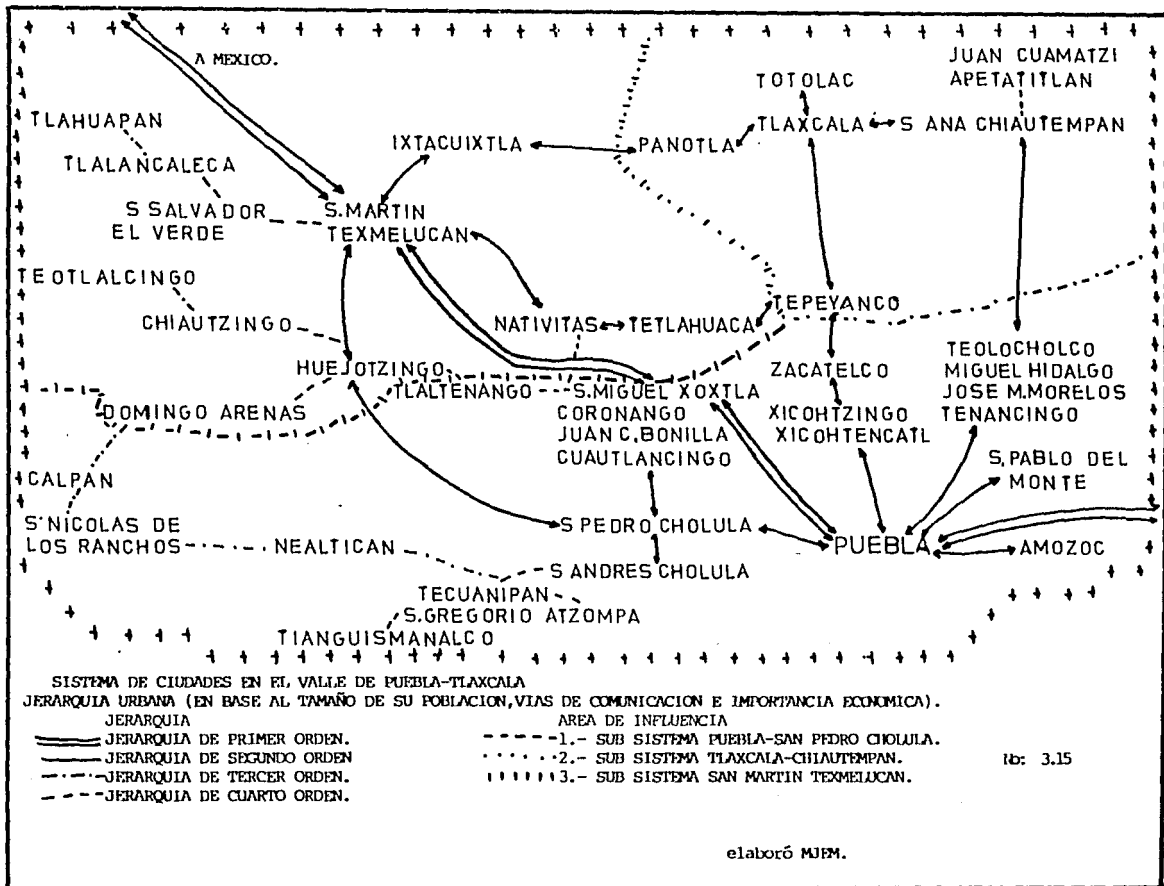 A MEXICO.
JUAN CUAMATZI
APETATITLAN
TOTOLAC
TLAHUAPAN
TLAXCALA
S ANA CHIAUTEMPAN
IXTACUIXTLA
PANOTLA
TLALANCALECA
S SALVADOR
EL VERDE
S.MARTIN
TEXMELUCAN
TEOTLALCINGO
CHIAUTZINGO
NATIVITAS
TETLAHUACA
TEPEYANCO
HUEJOTZINGO
TLALTENANGO
S.MIGUEL XOXTLA
CORONANGO
JUAN C.BONILLA
CUAUTLANCINGO
ZACATELCO
XICOHTZINGO
XICOHTENCATL
TEOLOCHOLCO
MIGUEL HIDALGO
JOSE M.MORELOS
TENANCINGO
DOMINGO ARENAS
CALPAN
S.PABLO DEL
MONTE
S.NICOLAS DE
LOS RANCHOS
NEALTICAN
S PEDRO CHOLULA
PUEBLA
AMOZOC
S ANDRES CHOLULA
TECUANIPAN
S.GREGORIO ATZOMPA
TIANGUISMANALCO
SISTEMA DE CIUDADES EN EL VALLE DE PUEBLA-TLAXCALA
JERARQUIA URBANA (EN BASE AL TAMAÑO DE SU POBLACION,VIAS DE COMUNICACION E IMPORTANCIA ECONOMICA).
JERARQUIA
JERARQUIA DE PRIMER ORDEN.
JERARQUIA DE SEGUNDO ORDEN
JERARQUIA DE TERCER ORDEN.
JERARQUIA DE CUARTO ORDEN.
AREA DE INFLUENCIA
1.- SUB SISTEMA PUEBLA-SAN PEDRO CHOLULA.
2.- SUB SISTEMA TLAXCALA-CHIAUTEMPAN.
3.- SUB SISTEMA SAN MARTIN TEXMELUCAN.
No: 3.15
elaboró MJFM.